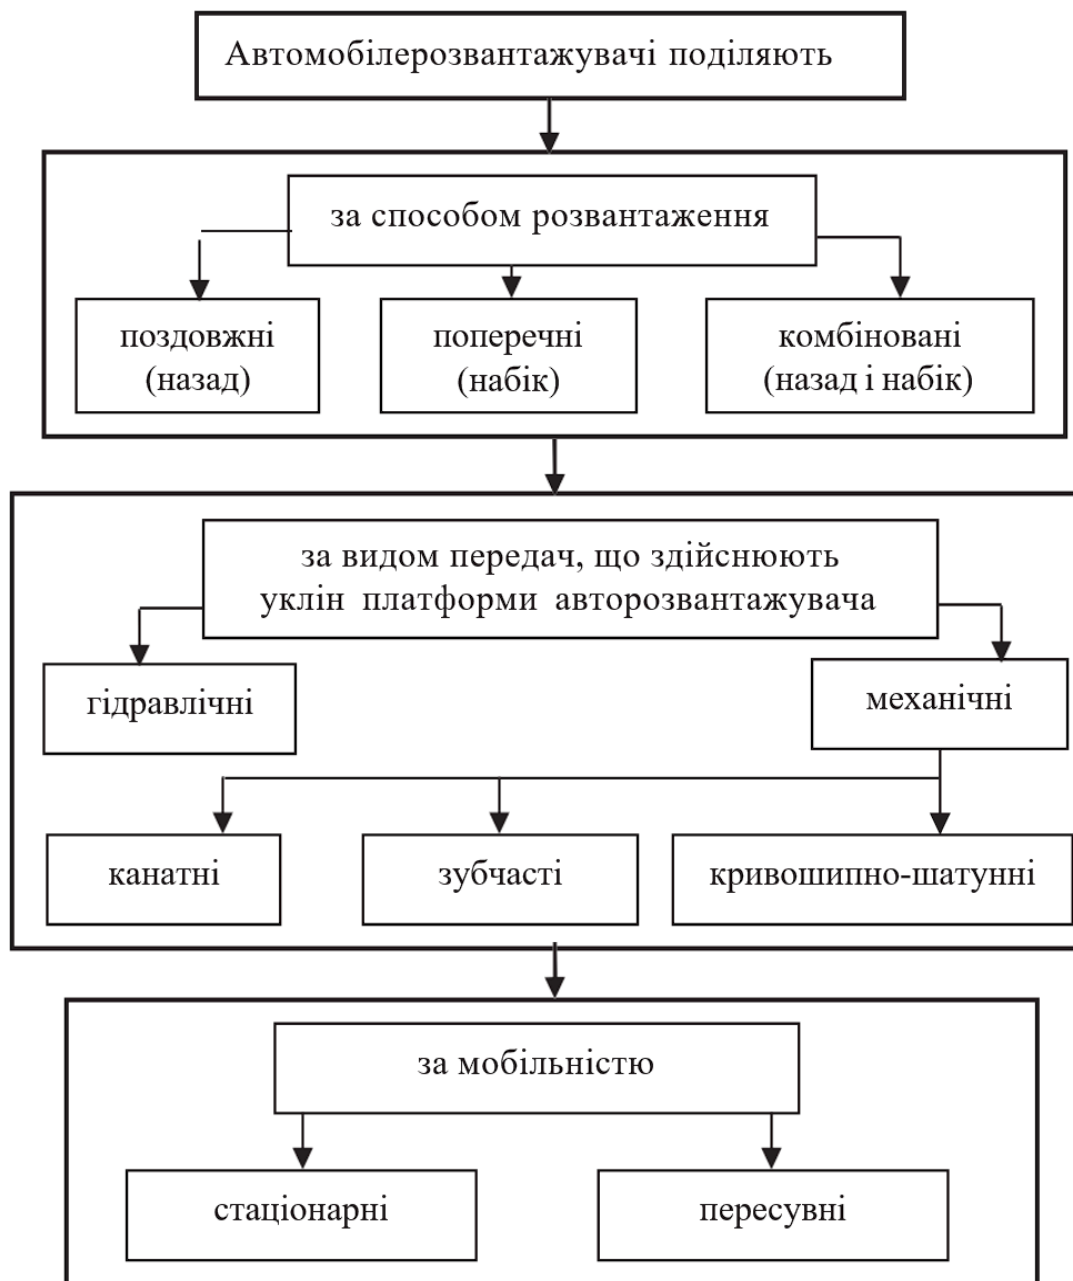 Автомобілерозвантажувачі поділяють
за способом розвантаження
поздовжні
(назад)
поперечні
(набік)
комбіновані
(назад і набік)
за видом передач, що здійснюють
уклін платформи авторозвантажувача
гідравлічні
механічні
канатні
зубчасті
кривошипно-шатунні
за мобільністю
стаціонарні
пересувні